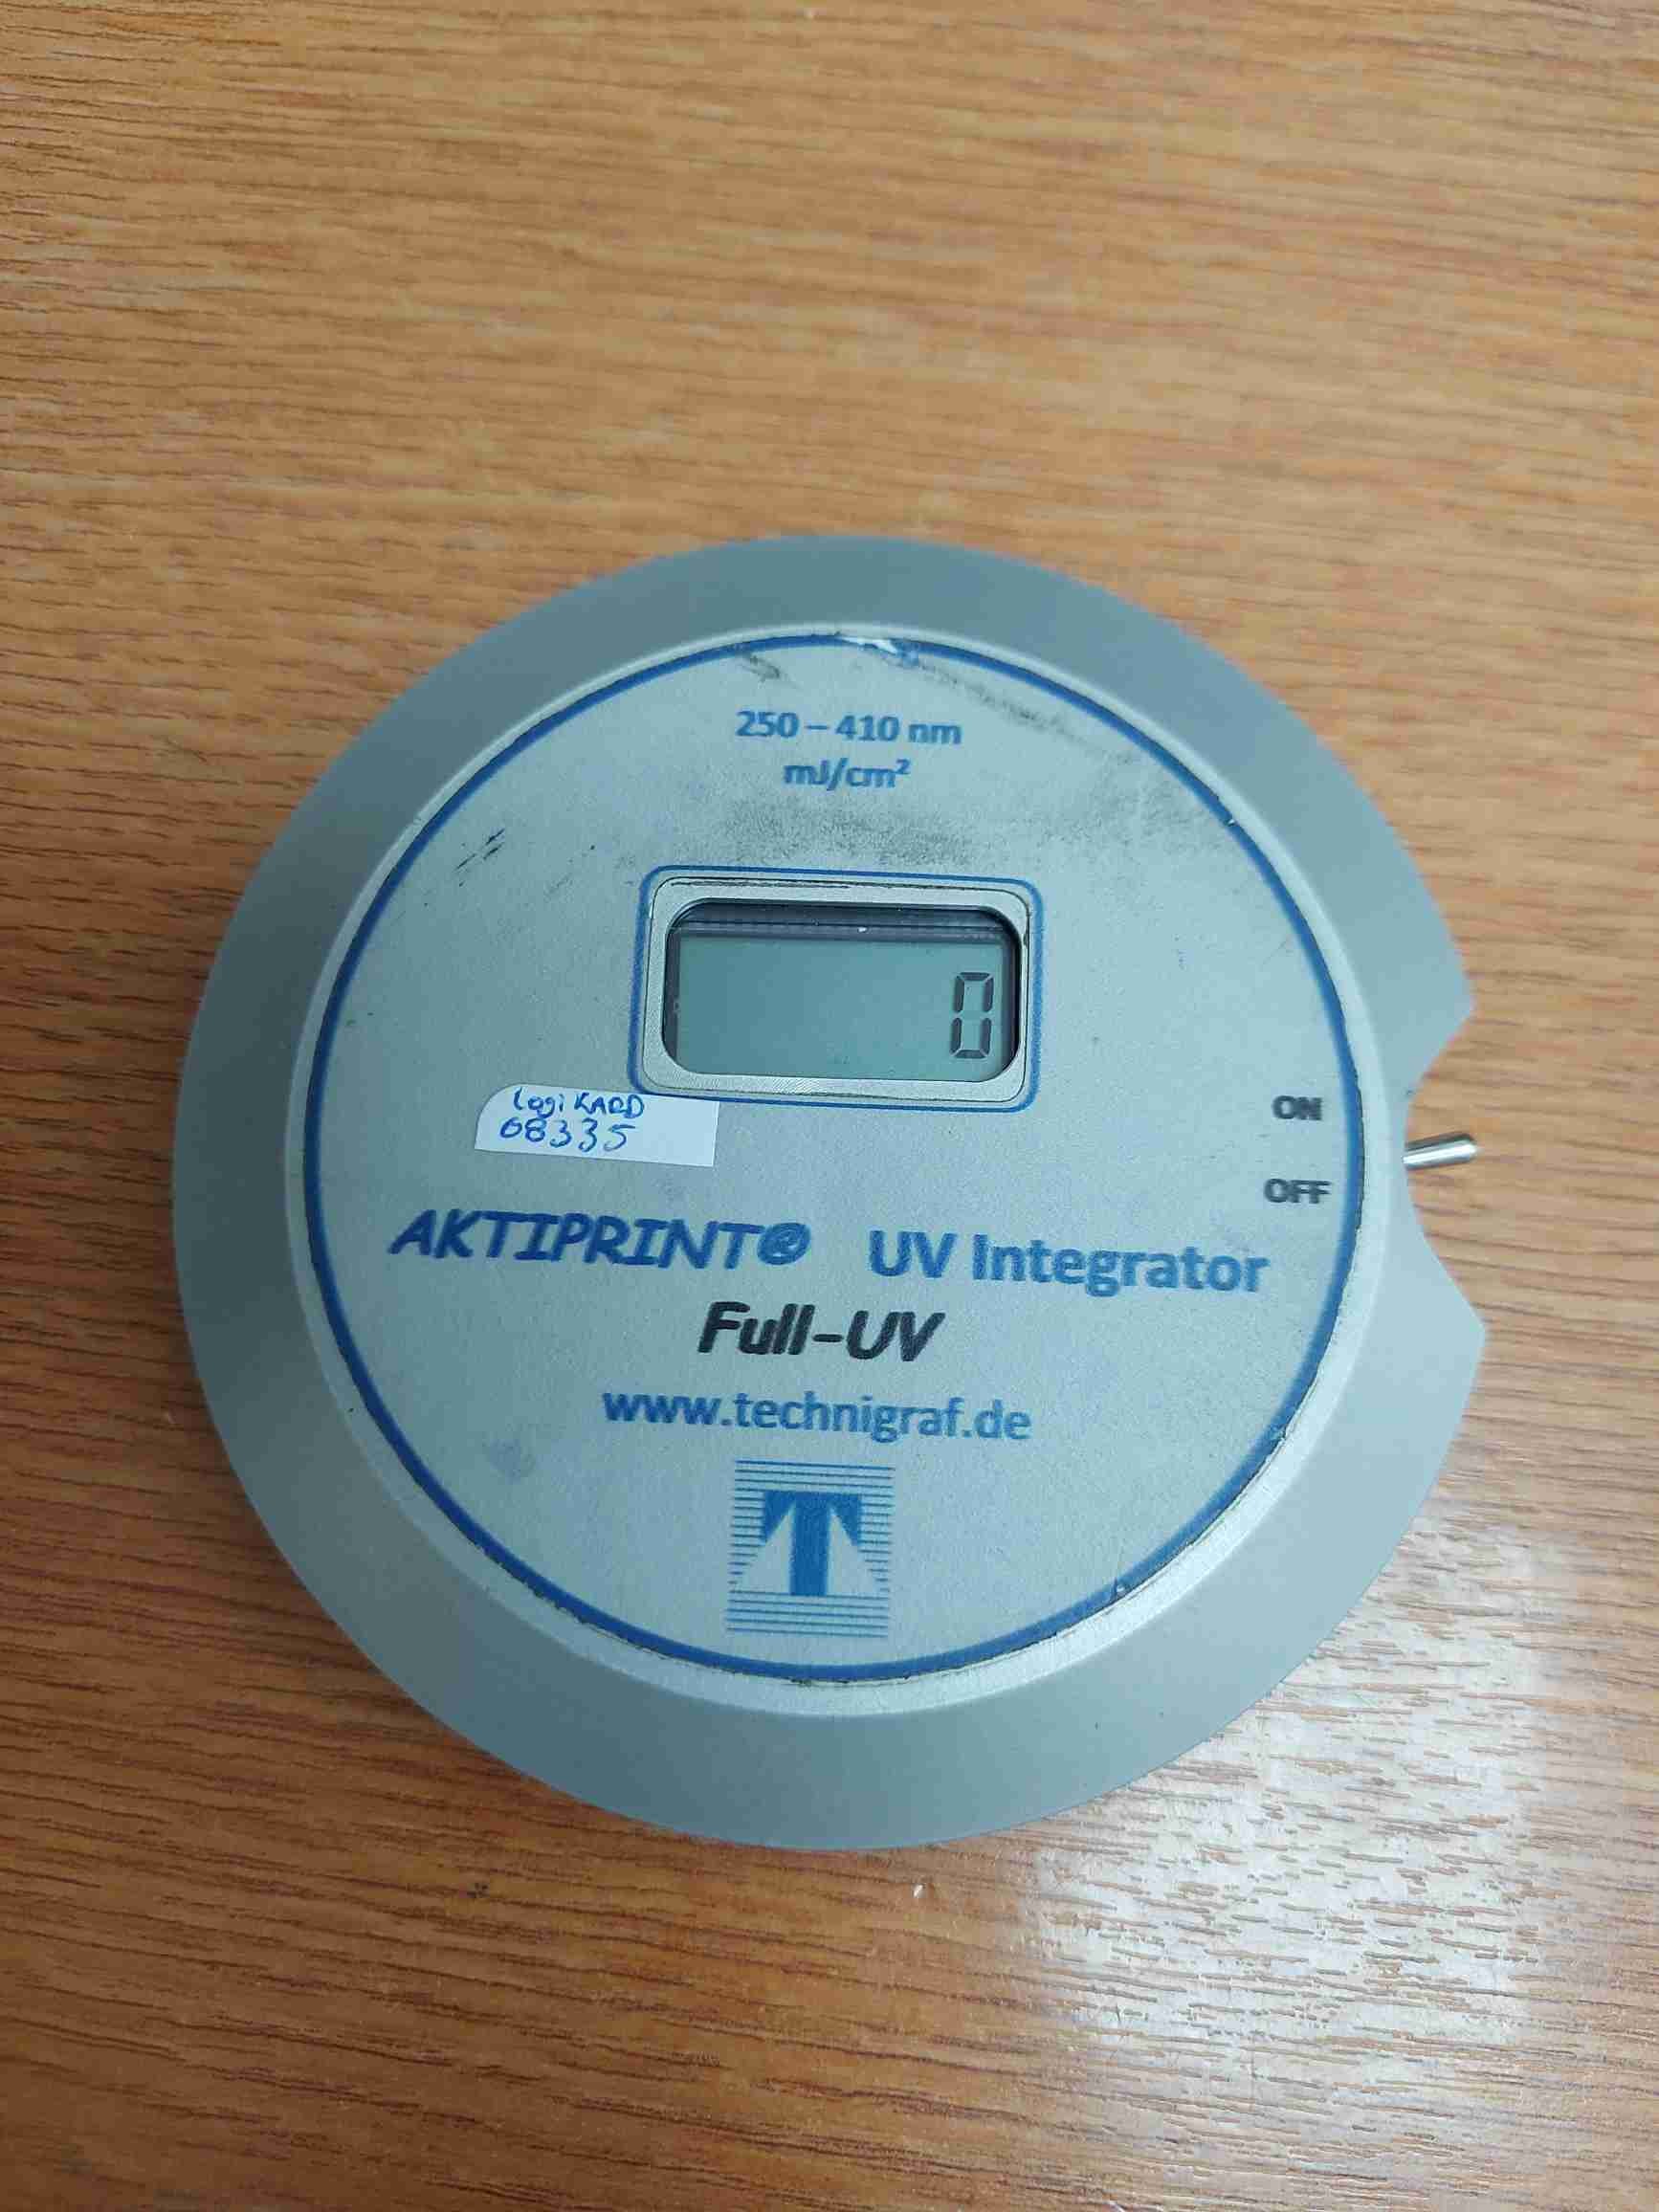 250 – 410 nm
mJ/cm²
0
Logi KARD
08335
ON
OFF
AKTIPRINT® UV Integrator
Full-UV
www.technigraf.de
T